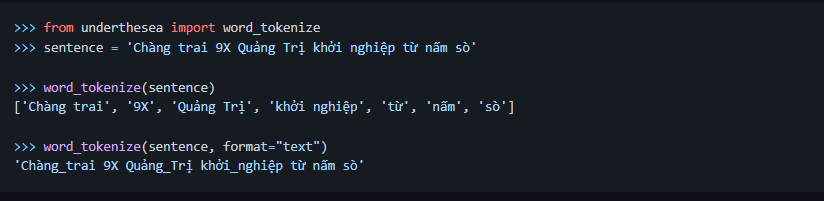 >>> from underthesea import word_tokenize
>>> sentence = 'Chàng trai 9X Quảng Trị khởi nghiệp từ nấm sò'
>>> word_tokenize(sentence)
['Chàng trai', '9X', 'Quảng Trị', 'khởi nghiệp', 'từ', 'nấm', 'sò']
>>> word_tokenize(sentence, format="text")
'Chàng_trai 9X Quảng_Trị khởi_nghiệp từ nấm sò'